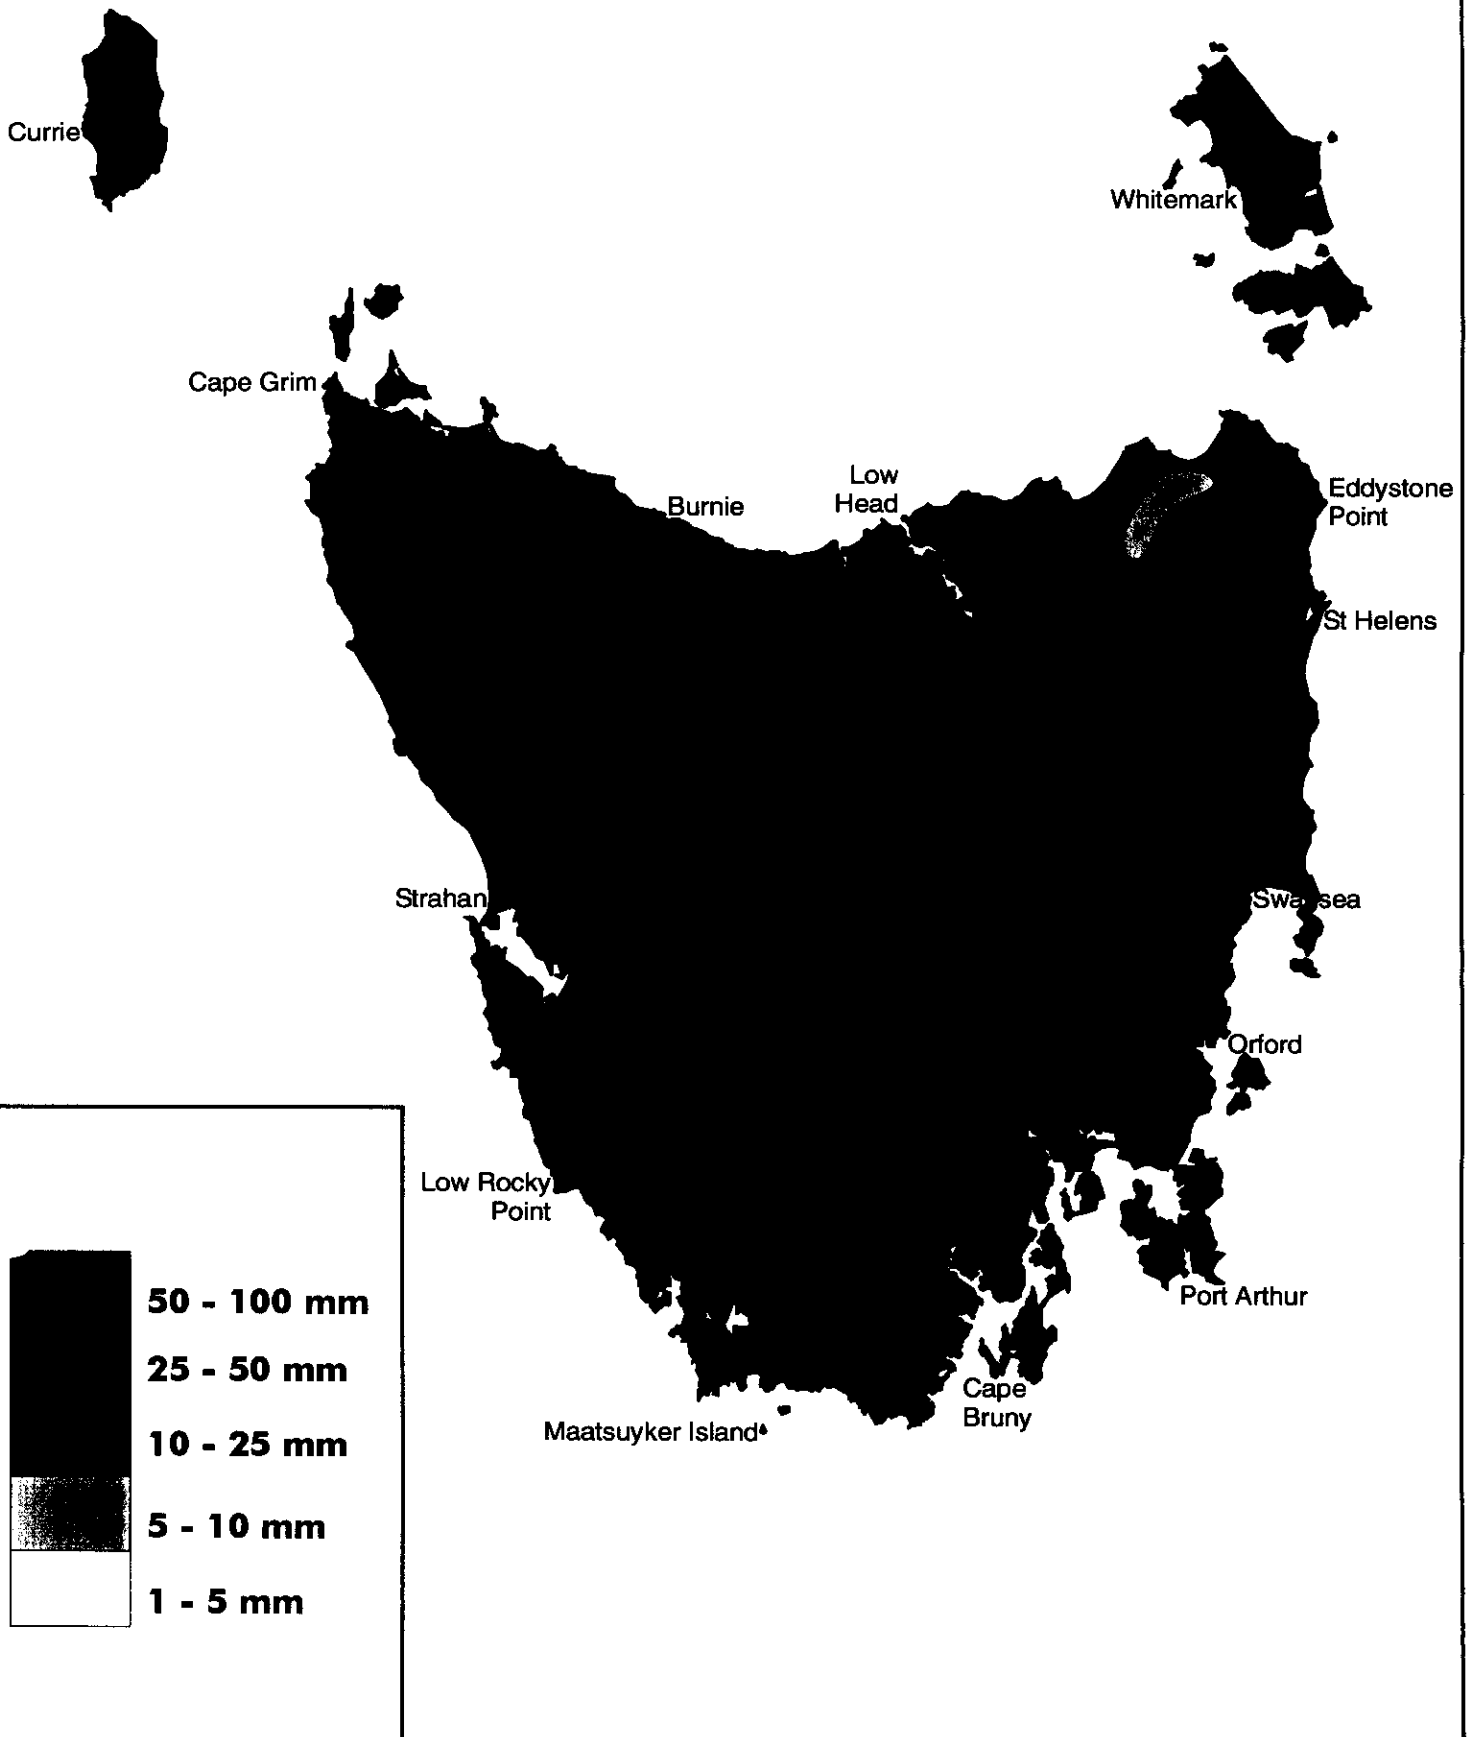 Currie
Whitemark
Cape Grim
Low
Head
Burnie
Eddystone
Point
St Helens
Strahan
Swansea
Orford
Low Rocky
Point
Port Arthur
Cape
Bruny
Maatsuyker Island
50 - 100 mm
25 - 50 mm
10 - 25 mm
5 - 10 mm
1 - 5 mm